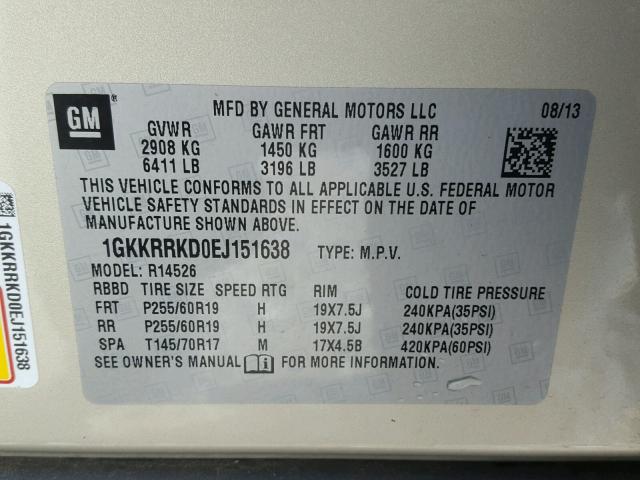 GM ® MFD BY GENERAL MOTORS LLC 08/13
GVWR GAWR FRT GAWR RR
2908 KG 1450 KG 1600 KG
6411 LB 3196 LB 3527 LB
THIS VEHICLE CONFORMS TO ALL APPLICABLE U.S. FEDERAL MOTOR
VEHICLE SAFETY STANDARDS IN EFFECT ON THE DATE OF
MANUFACTURE SHOWN ABOVE.
1GKKRRKD0EJ151638 TYPE: M.P.V.
MODEL: R14526
RBBD TIRE SIZE SPEED RTG RIM COLD TIRE PRESSURE
FRT P255/60R19 H 19X7.5J 240KPA(35PSI)
RR P255/60R19 H 19X7.5J 240KPA(35PSI)
SPA T145/70R17 M 17X4.5B 420KPA(60PSI)
SEE OWNER'S MANUAL FOR MORE INFORMATION.
1GKKRRKD0EJ151638